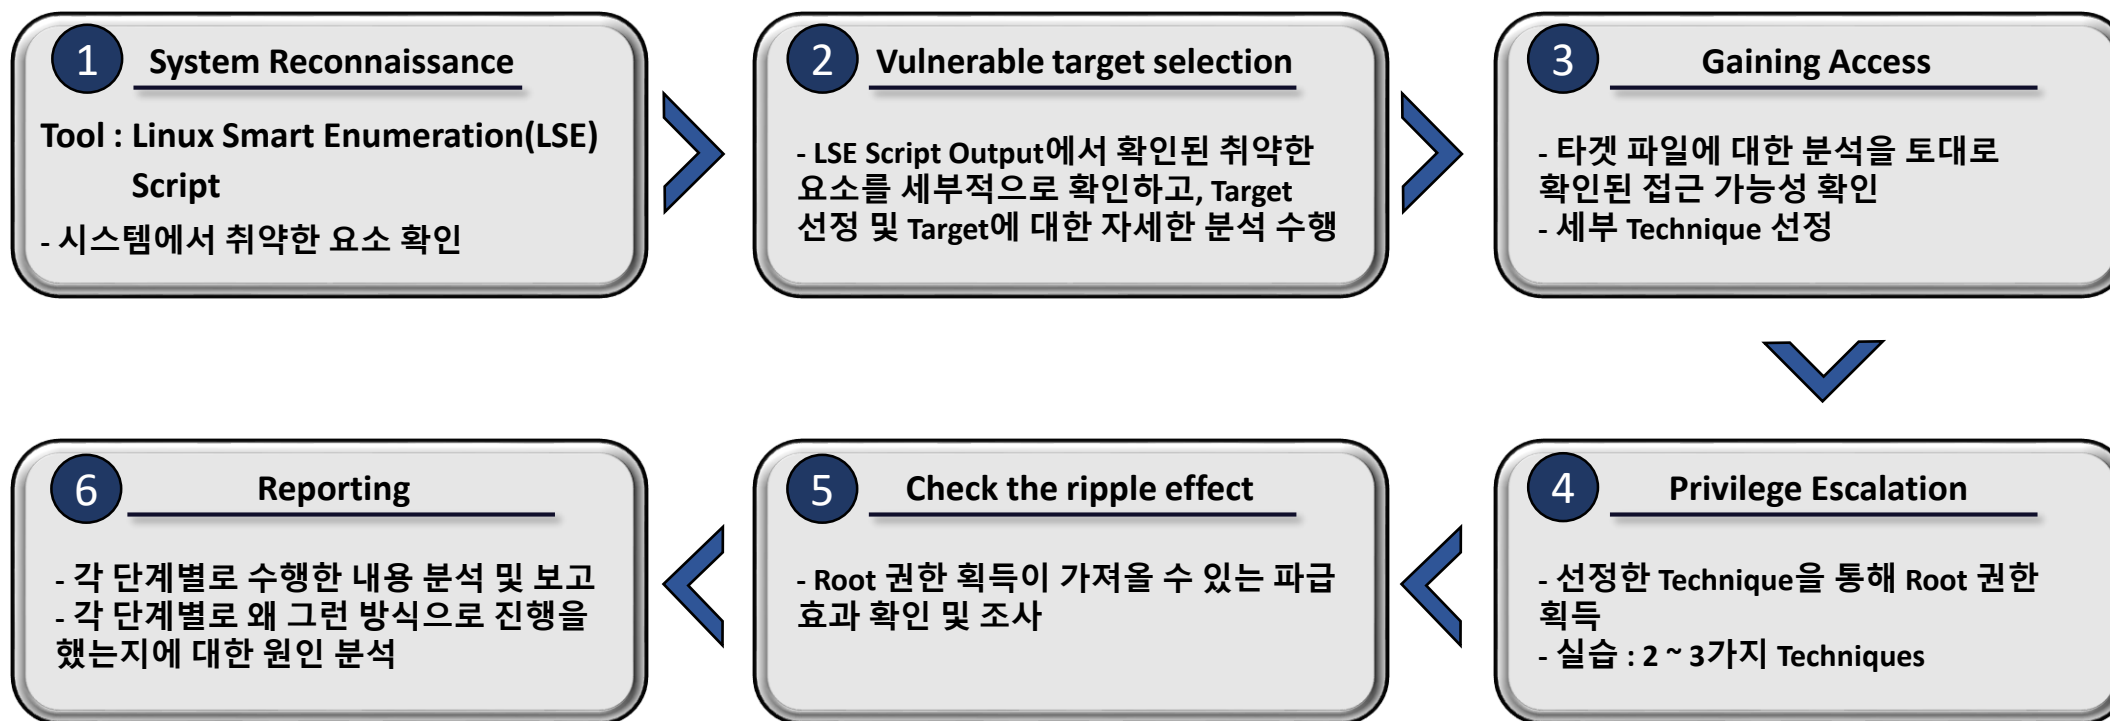 1
System Reconnaissance
Tool : Linux Smart Enumeration(LSE)
Script
- 시스템에서 취약한 요소 확인
2
Vulnerable target selection
- LSE Script Output에서 확인된 취약한
요소를 세부적으로 확인하고, Target
선정 및 Target에 대한 자세한 분석 수행
3
Gaining Access
- 타겟 파일에 대한 분석을 토대로
확인된 접근 가능성 확인
- 세부 Technique 선정
4
Privilege Escalation
- 선정한 Technique을 통해 Root 권한
획득
- 실습 : 2 ~ 3가지 Techniques
5
Check the ripple effect
- Root 권한 획득이 가져올 수 있는 파급
효과 확인 및 조사
6
Reporting
- 각 단계별로 수행한 내용 분석 및 보고
- 각 단계별로 왜 그런 방식으로 진행을
했는지에 대한 원인 분석